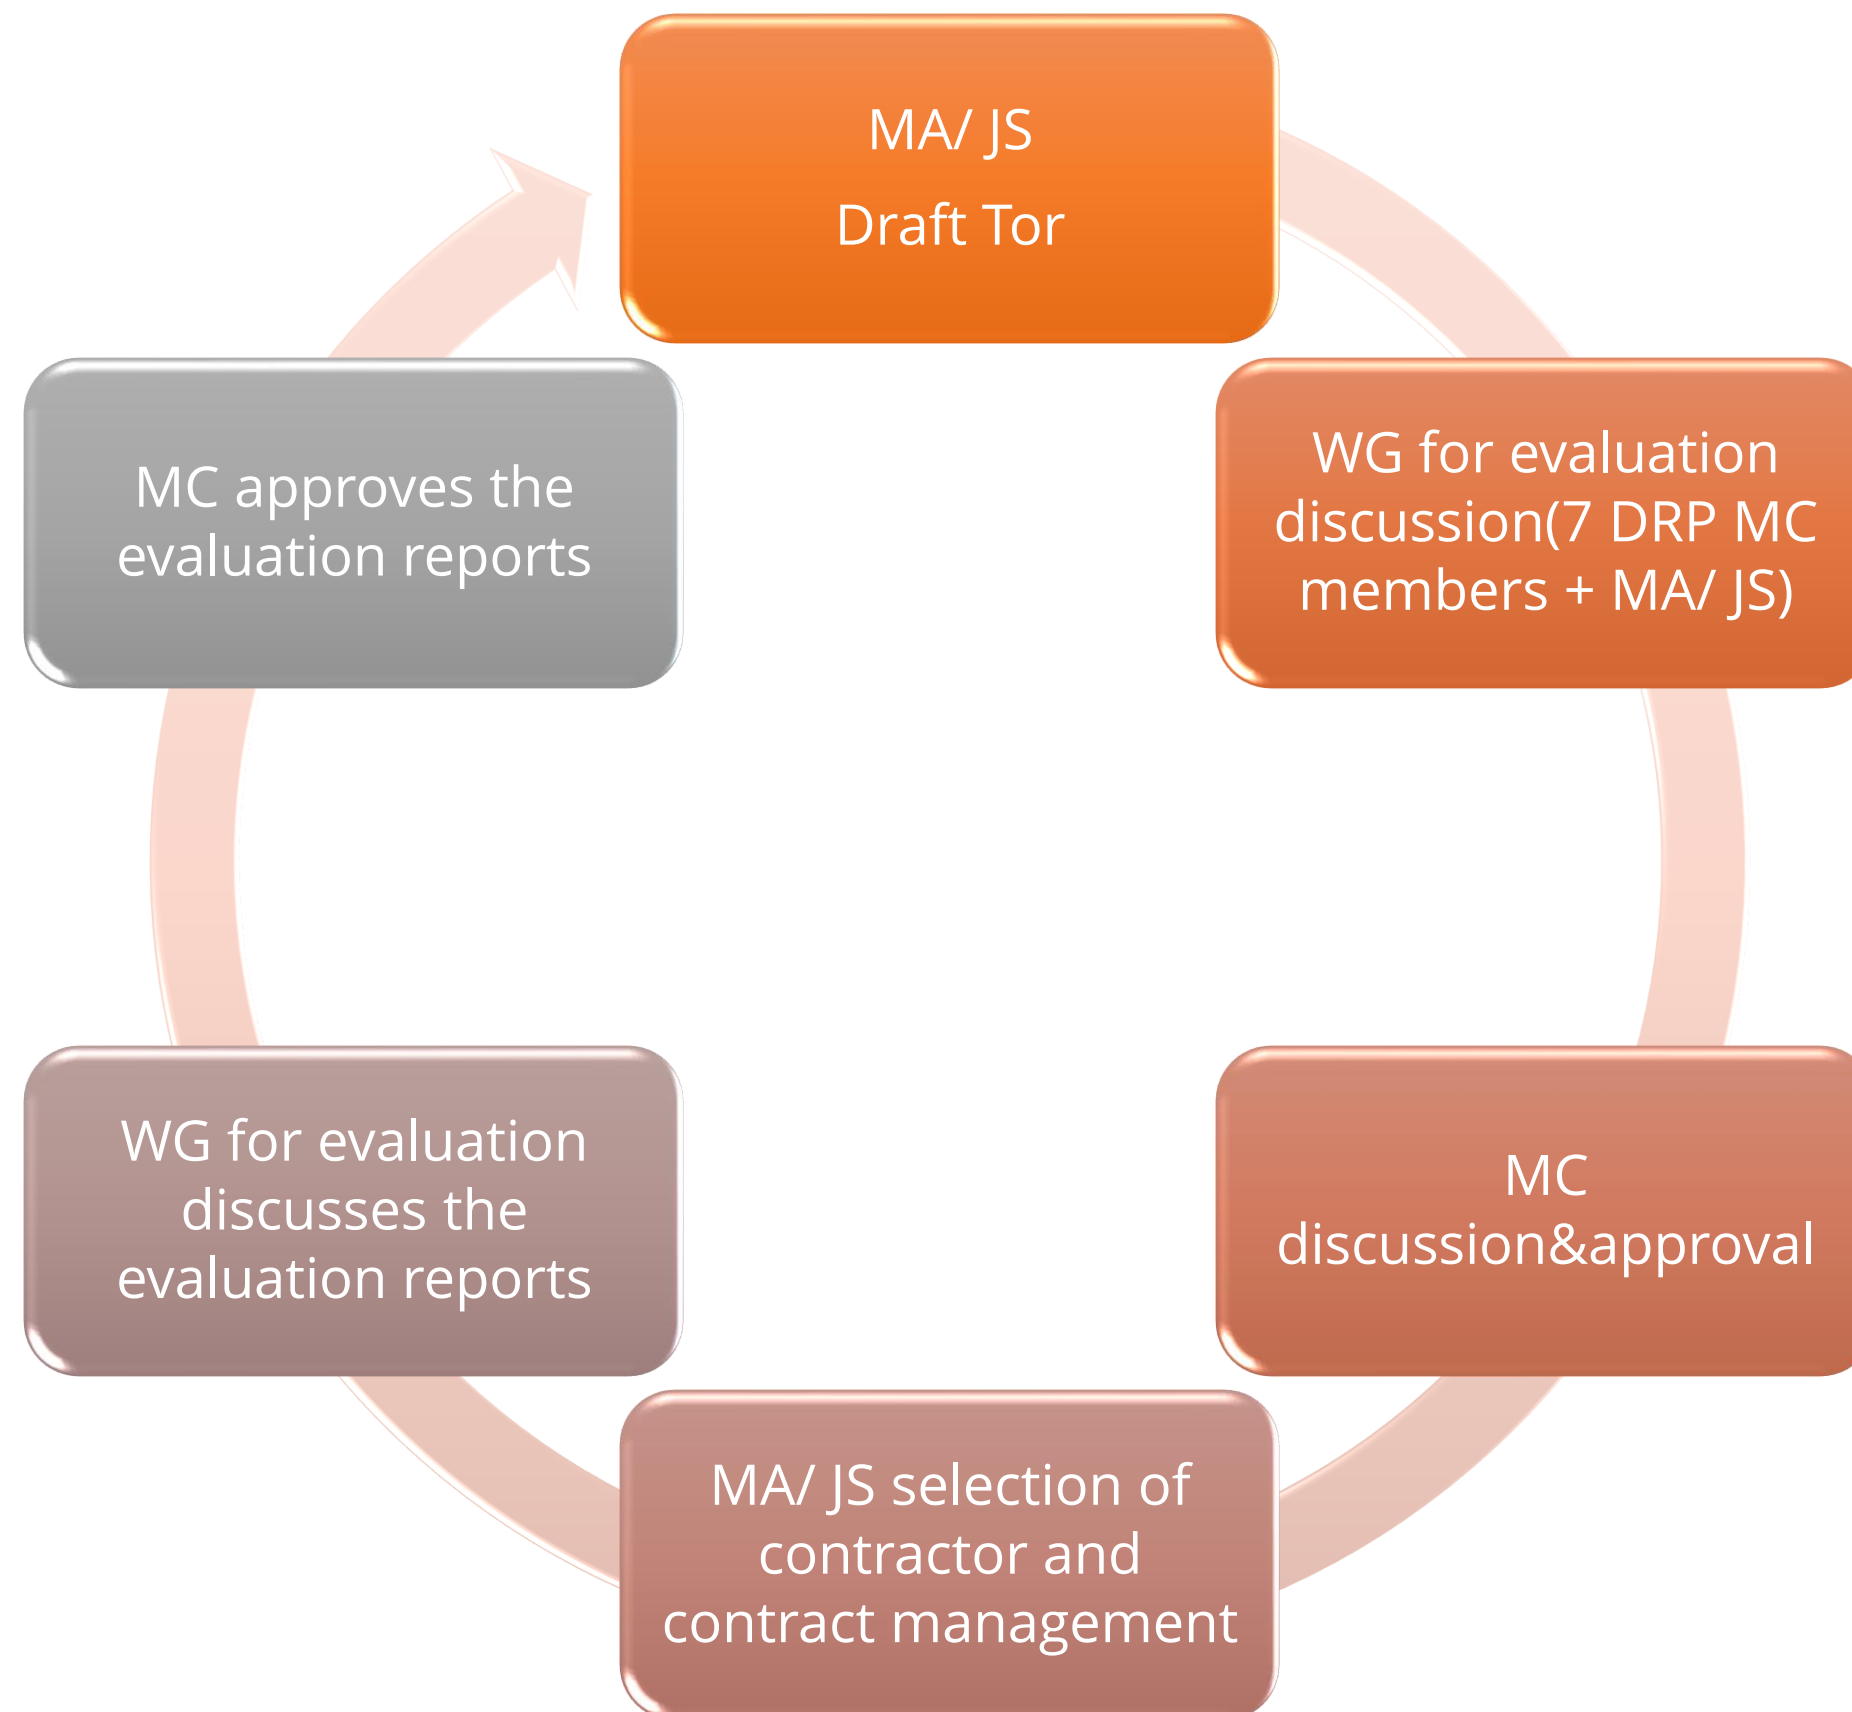 MA/ JS
Draft Tor
WG for evaluation
discussion(7 DRP MC
members + MA/ JS)
MC
discussion&approval
MA/ JS selection of
contractor and
contract management
WG for evaluation
discusses the
evaluation reports
MC approves the
evaluation reports